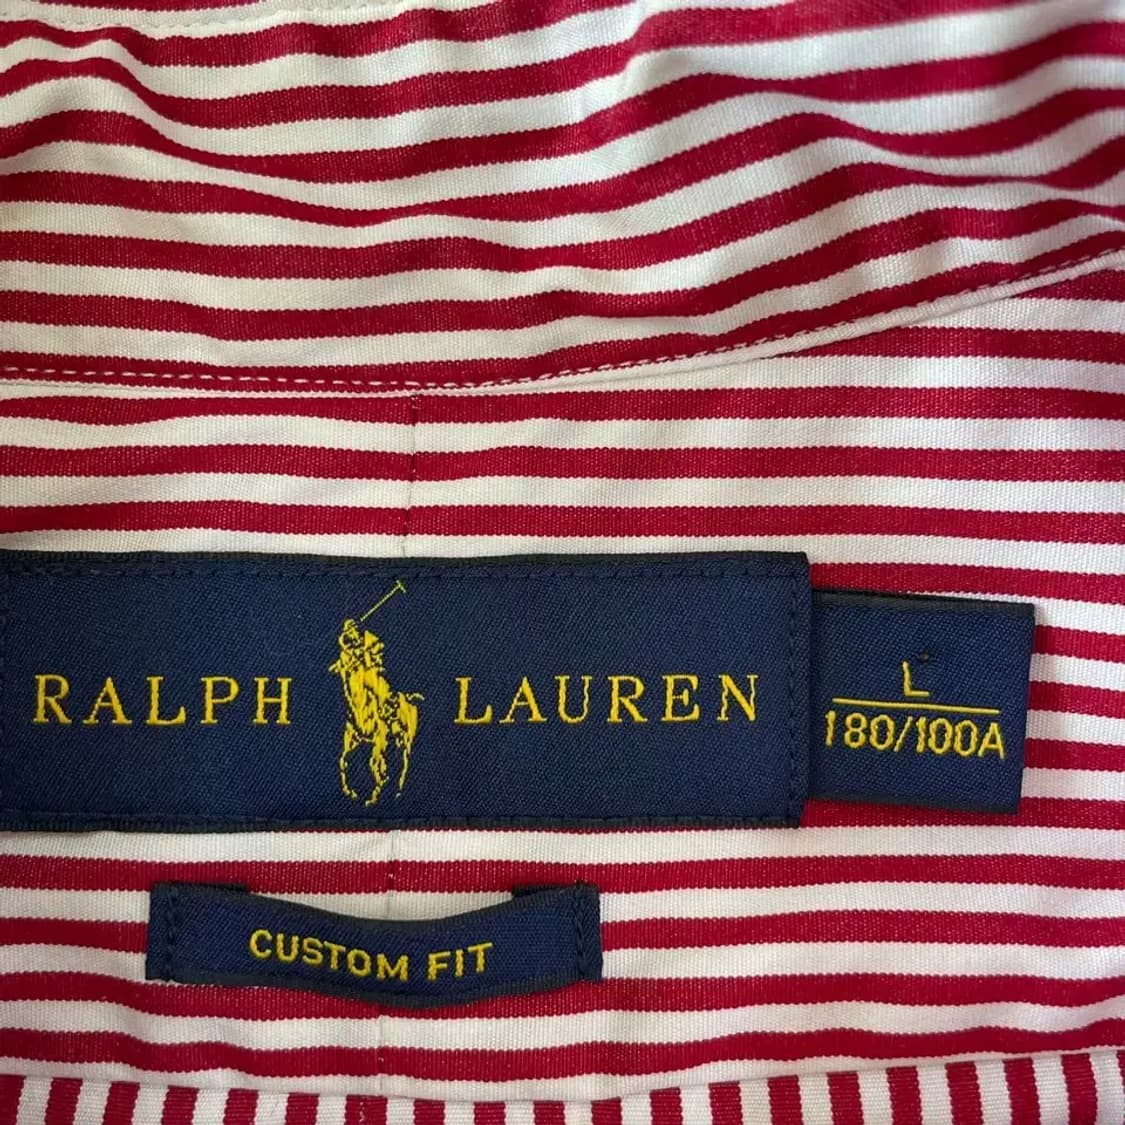 RALPH LAUREN
L
180/100A
CUSTOM FIT